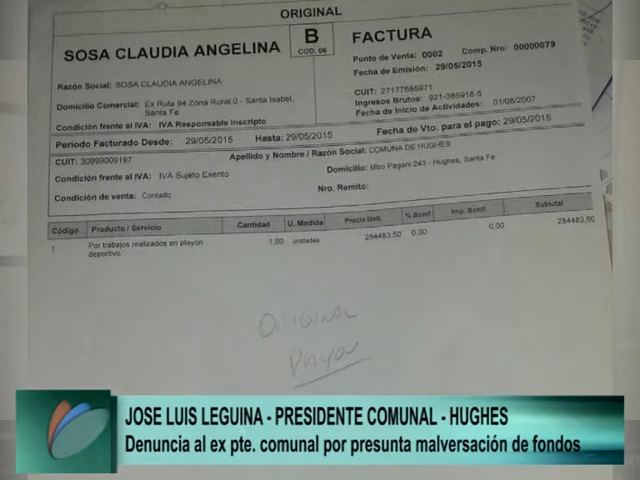 ORIGINAL
SOSA CLAUDIA ANGELINA
B
COD. 06
FACTURA
Punto de Venta: 0002 Comp. Nro: 00000079
Fecha de Emisión: 29/05/2015
Razón Social: SOSA CLAUDIA ANGELINA
CUIT: 27177685971
Domicilio Comercial: Ex Ruta 94 Zona Rural 0 - Santa Isabel,
Santa Fe
Ingresos Brutos: 921-385918-5
Condición frente al IVA: IVA Responsable Inscripto
Fecha de Inicio de Actividades: 01/08/2007
Período Facturado Desde: 29/05/2015 Hasta: 29/05/2015 Fecha de Vto. para el pago: 29/05/2015
CUIT: 30999009197 Apellido y Nombre / Razón Social: COMUNA DE HUGHES
Condición frente al IVA: IVA Sujeto Exento Domicilio: Mtro Pagani 243 - Hughes, Santa Fe
Condición de venta: Contado Nro. Remito:
Código Producto / Servicio Cantidad U. Medida Precio Unit. % Bonif Imp. Bonif. Subtotal
1 Por trabajos realizados en playón 1,00 unidades 284483,50 0,00 0,00 284483,50
deportivo.
ORIGINAL
JOSE LUIS LEGUINA - PRESIDENTE COMUNAL - HUGHES
Denuncia al ex pte. comunal por presunta malversación de fondos